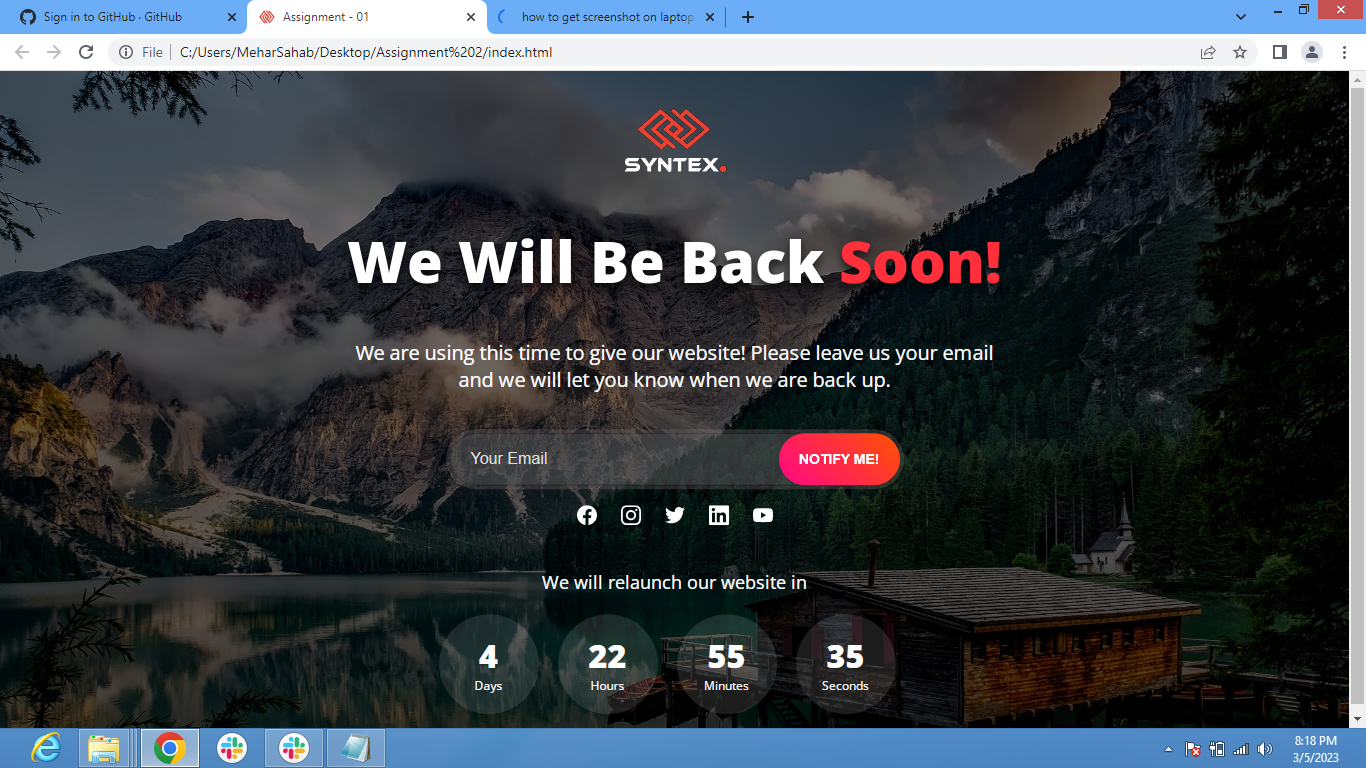 Sign in to GitHub · GitHub
Assignment - 01
how to get screenshot on laptop
File
C:/Users/MeharSahab/Desktop/Assignment%202/index.html
SYNTEX.
We Will Be Back Soon!
We are using this time to give our website! Please leave us your email
and we will let you know when we are back up.
Your Email
NOTIFY ME!
We will relaunch our website in
4 22 55 35
Days Hours Minutes Seconds
8:18 PM
3/5/2023